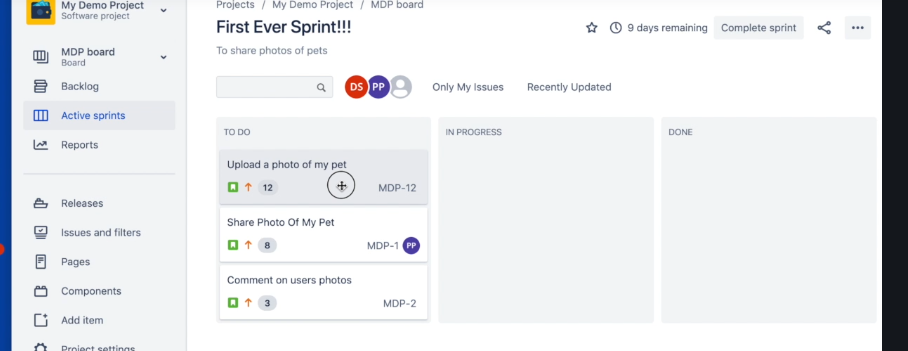 My Demo Project
Software project
MDP board
Board
Backlog
Active sprints
Reports
Releases
Issues and filters
Pages
Components
Add item
Project settings
Projects / My Demo Project / MDP board
First Ever Sprint!!!
9 days remaining
Complete sprint
To share photos of pets
DS
PP
Only My Issues
Recently Updated
TO DO
Upload a photo of my pet
12
MDP-12
Share Photo Of My Pet
8
MDP-1
PP
Comment on users photos
3
MDP-2
IN PROGRESS
DONE